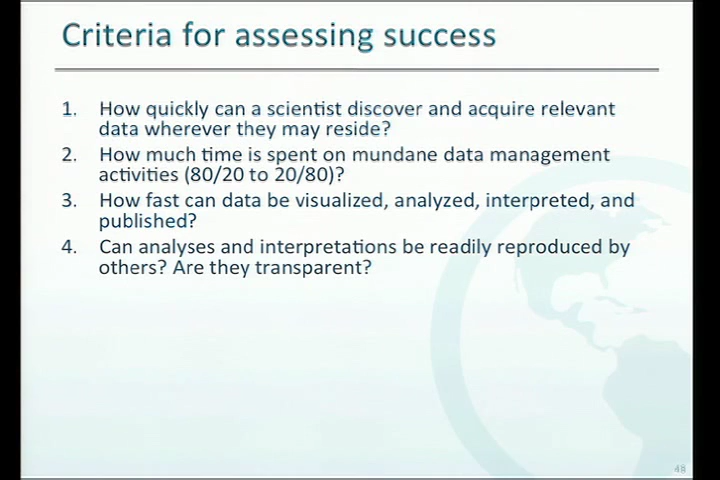 Criteria for assessing success
1. How quickly can a scientist discover and acquire relevant
data wherever they may reside?
2. How much time is spent on mundane data management
activities (80/20 to 20/80)?
3. How fast can data be visualized, analyzed, interpreted, and
published?
4. Can analyses and interpretations be readily reproduced by
others? Are they transparent?
48